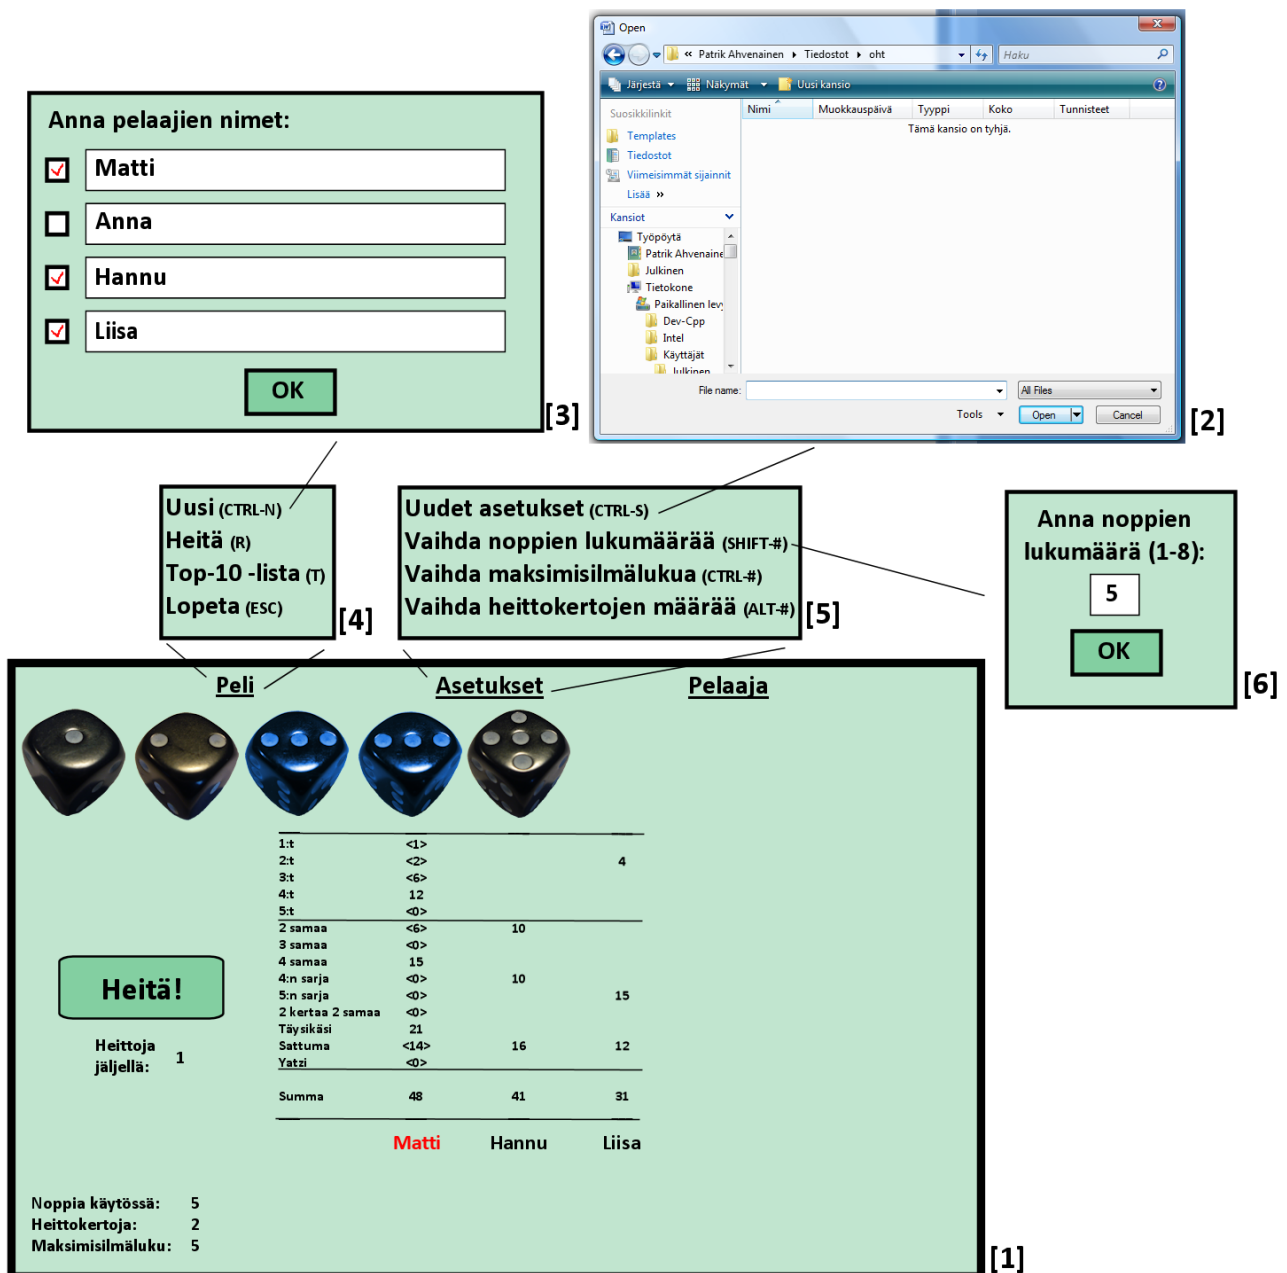 Anna pelaajien nimet:
Matti
Anna
Hannu
Liisa
OK
[3]
Open
« Patrik Ahvenainen Tiedostot oht
Haku
Järjestä Näkymät Uusi kansio
Suosikkilinkit
Templates
Tiedostot
Viimeisimmät sijainnit
Lisää »
Kansiot
Työpöytä
Patrik Ahvenaine
Julkinen
Tietokone
Paikallinen levy
Dev-Cpp
Intel
Käyttäjät
Julkinen
Nimi Muokkauspäivä Tyyppi Koko Tunnisteet
Tämä kansio on tyhjä.
File name:
All Files
Tools Open Cancel
[2]
Uusi (CTRL-N)
Heitä (R)
Top-10 -lista (T)
Lopeta (ESC)
[4]
Uudet asetukset (CTRL-S)
Vaihda noppien lukumäärää (SHIFT-#)
Vaihda maksimisilmälukua (CTRL-#)
Vaihda heittokertojen määrää (ALT-#)
[5]
Anna noppien
lukumäärä (1-8):
5
OK
[6]
Peli Asetukset Pelaaja
1:t <1>
2:t <2> 4
3:t <6>
4:t 12
5:t <0>
2 samaa <6> 10
3 samaa <0>
4 samaa 15
4:n sarja <0> 10
5:n sarja <0> 15
2 kertaa 2 samaa <0>
Täysikäsi 21
Sattuma <14> 16 12
Yatzi <0>
Summa 48 41 31
Matti Hannu Liisa
Heitä!
Heittoja
jäljellä: 1
Noppia käytössä: 5
Heittokertoja: 2
Maksimisilmäluku: 5
[1]